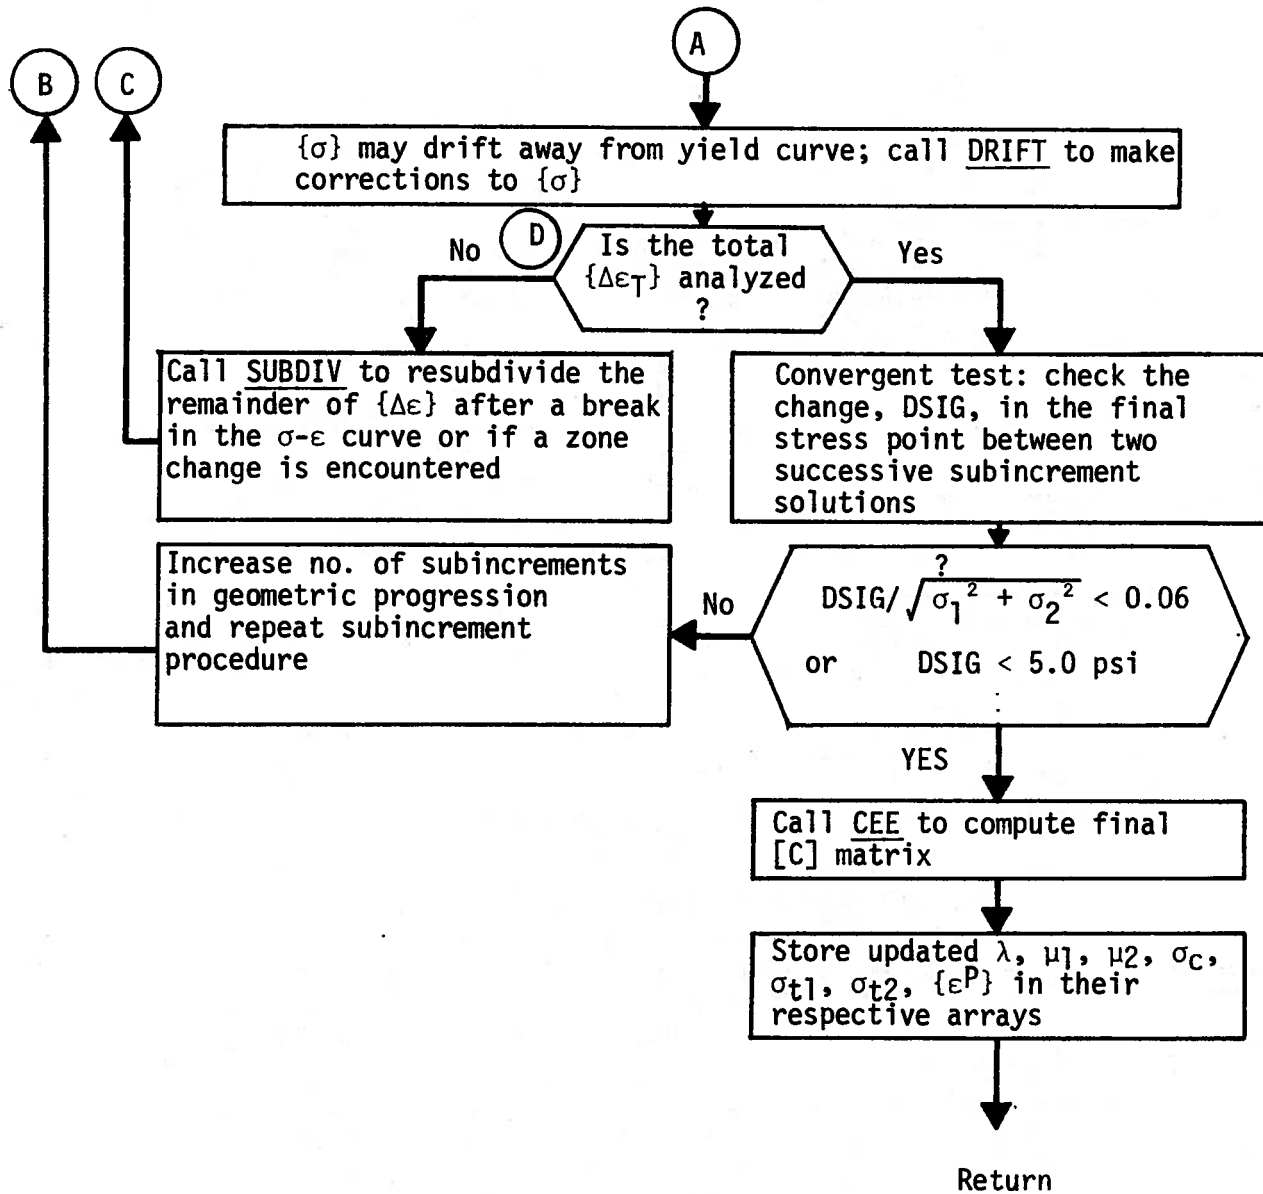 A
B
C
{σ} may drift away from yield curve; call DRIFT to make
corrections to {σ}
D
No
Is the total
{Δε_T} analyzed
?
Yes
Call SUBDIV to resubdivide the
remainder of {Δε} after a break
in the σ-ε curve or if a zone
change is encountered
Convergent test: check the
change, DSIG, in the final
stress point between two
successive subincrement
solutions
Increase no. of subincrements
in geometric progression
and repeat subincrement
procedure
No
?
DSIG/√(σ₁² + σ₂²) < 0.06
or DSIG < 5.0 psi
YES
Call CEE to compute final
[C] matrix
Store updated λ, μ1, μ2, σ_c,
σ_t1, σ_t2, {ε^P} in their
respective arrays
Return